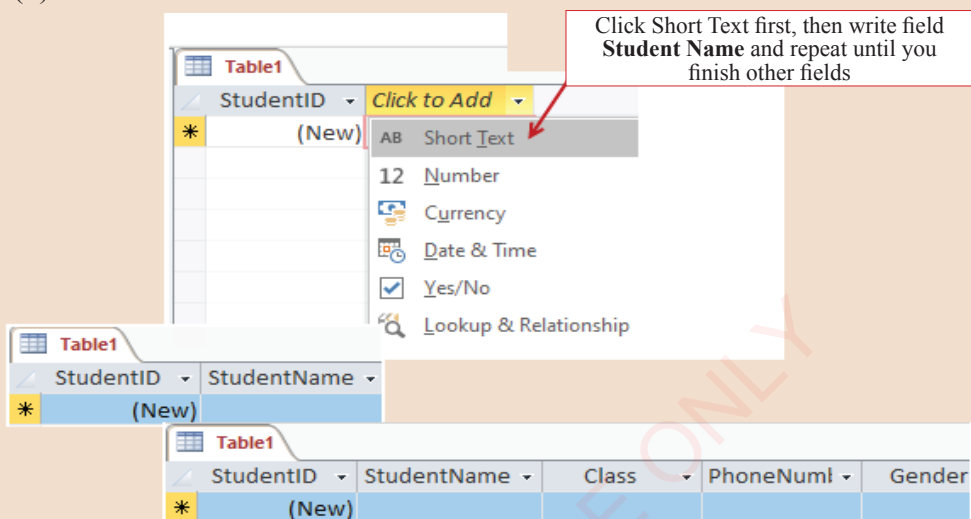 Click Short Text first, then write field
Student Name and repeat until you
finish other fields
Table1
StudentID Click to Add
* (New) AB Short Text
12 Number
Currency
Date & Time
Yes/No
Lookup & Relationship
Table1
StudentID StudentName
* (New)
Table1
StudentID StudentName Class PhoneNuml Gender
* (New)
E ONLY